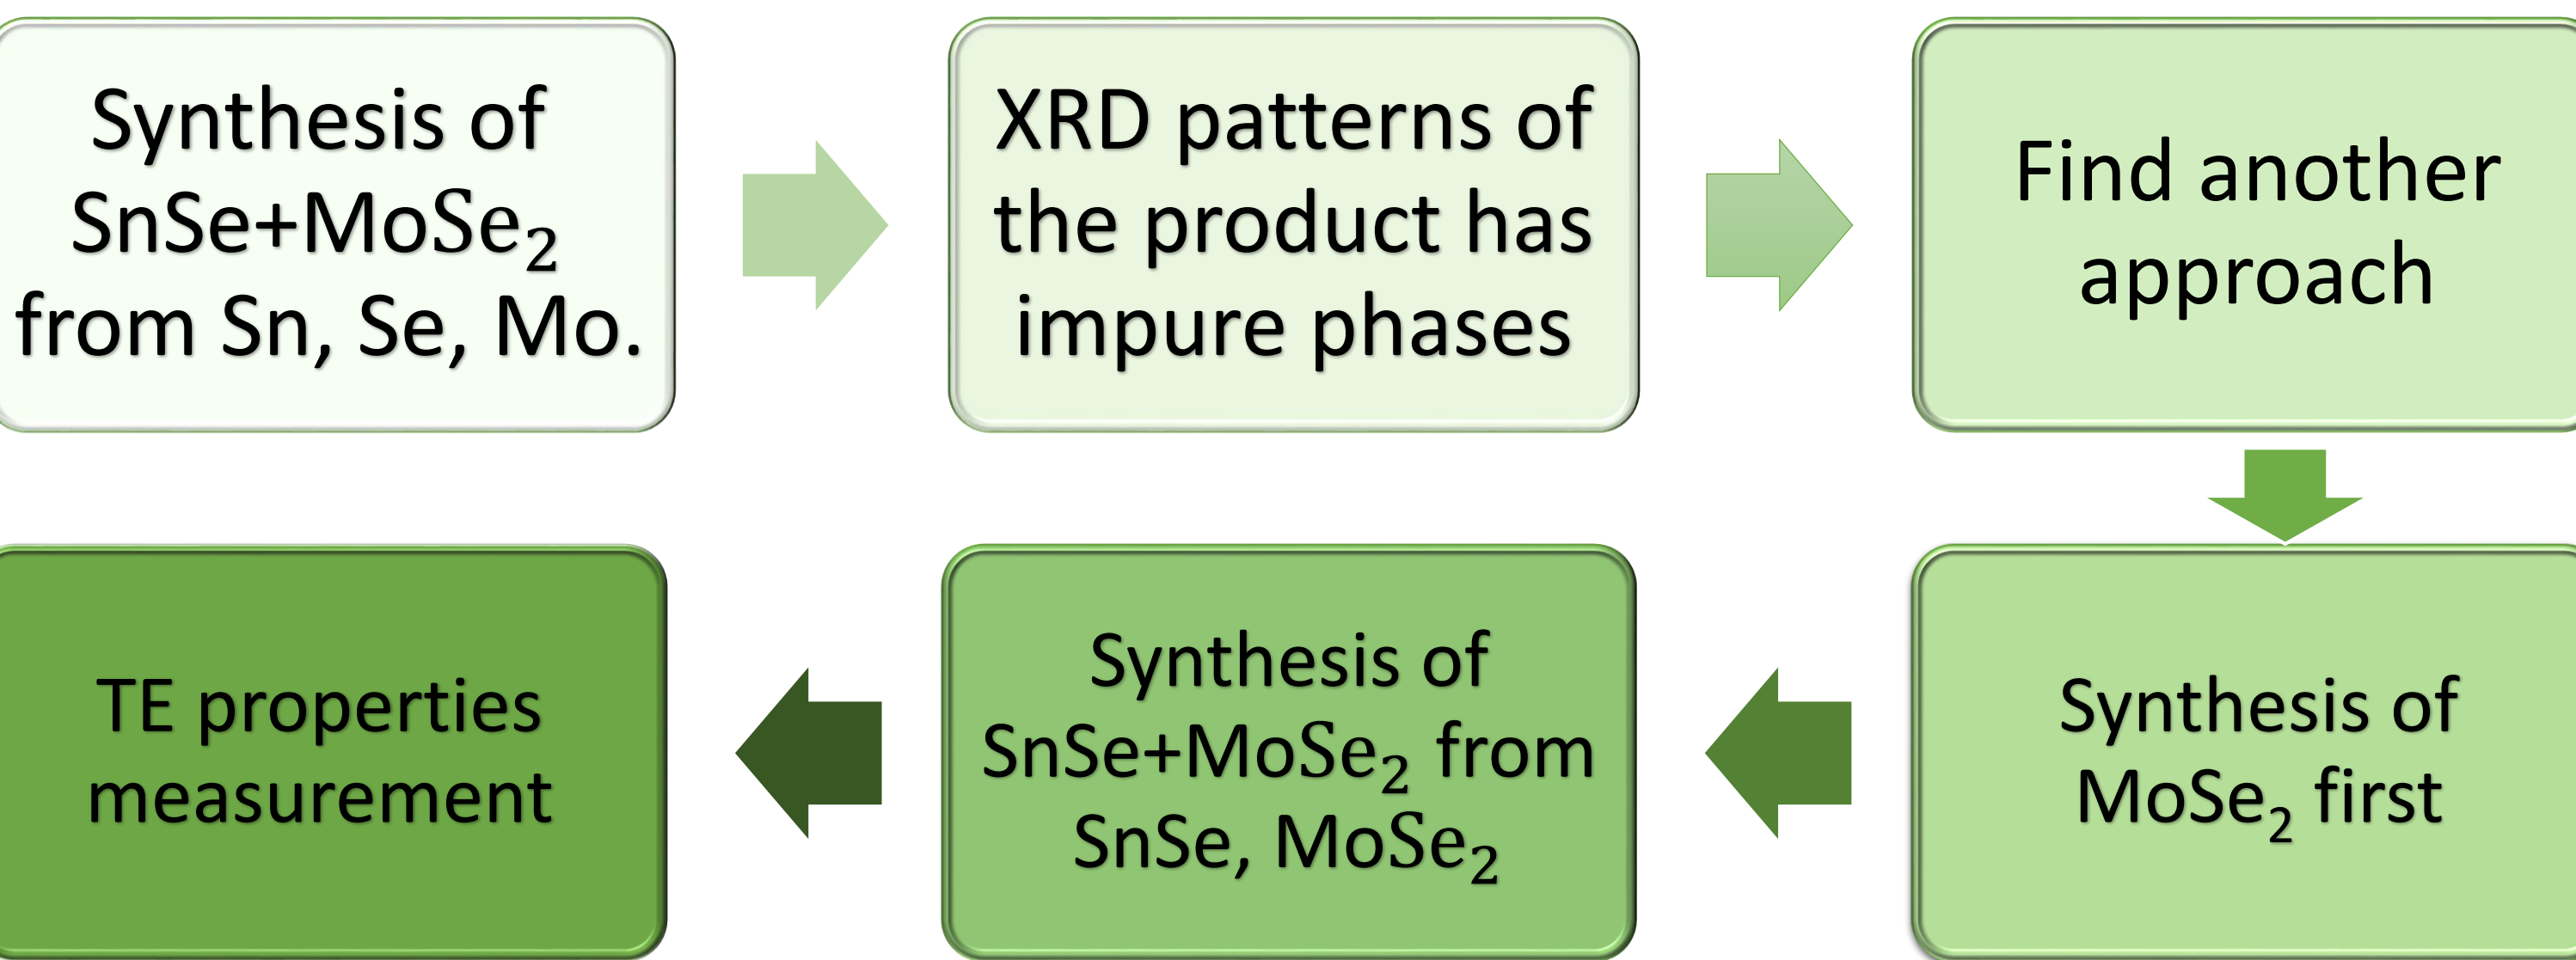 Synthesis of
SnSe+MoSe₂
from Sn, Se, Mo.
XRD patterns of
the product has
impure phases
Find another
approach
Synthesis of
MoSe₂ first
Synthesis of
SnSe+MoSe₂ from
SnSe, MoSe₂
TE properties
measurement